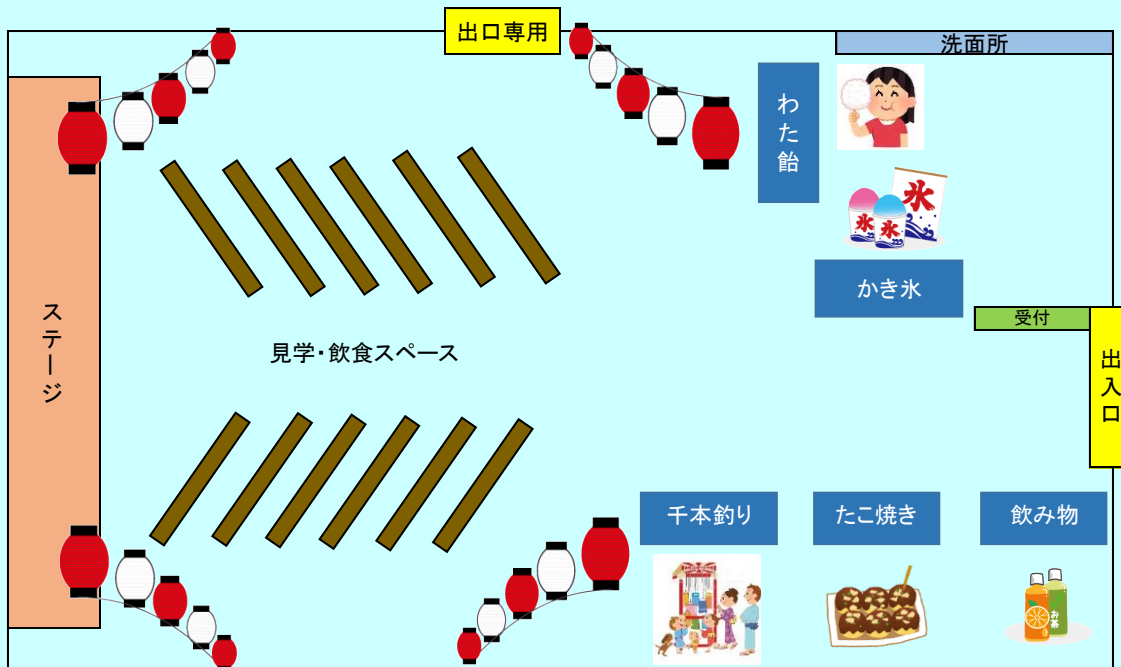 出口専用
洗面所
わた飴
氷
氷
氷
かき氷
受付
出入口
ステージ
見学・飲食スペース
千本釣り
たこ焼き
飲み物
お茶